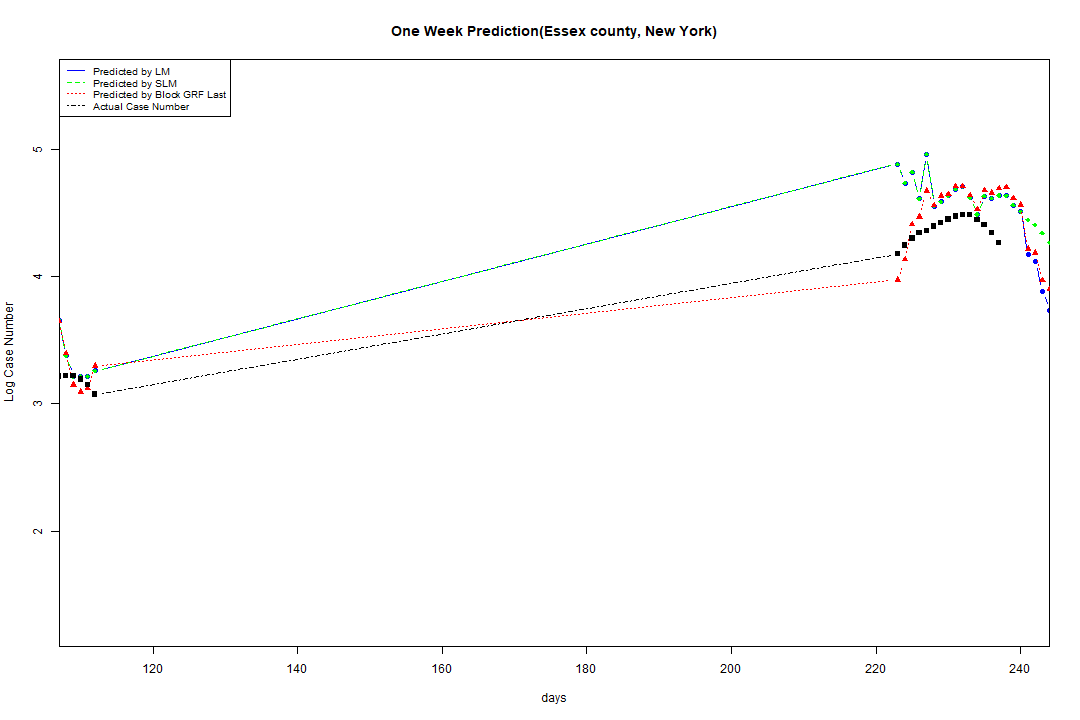 One Week Prediction(Essex county, New York)
Predicted by LM
Predicted by SLM
Predicted by Block GRF Last
Actual Case Number
5
4
3
2
Log Case Number
120 140 160 180 200 220 240
days